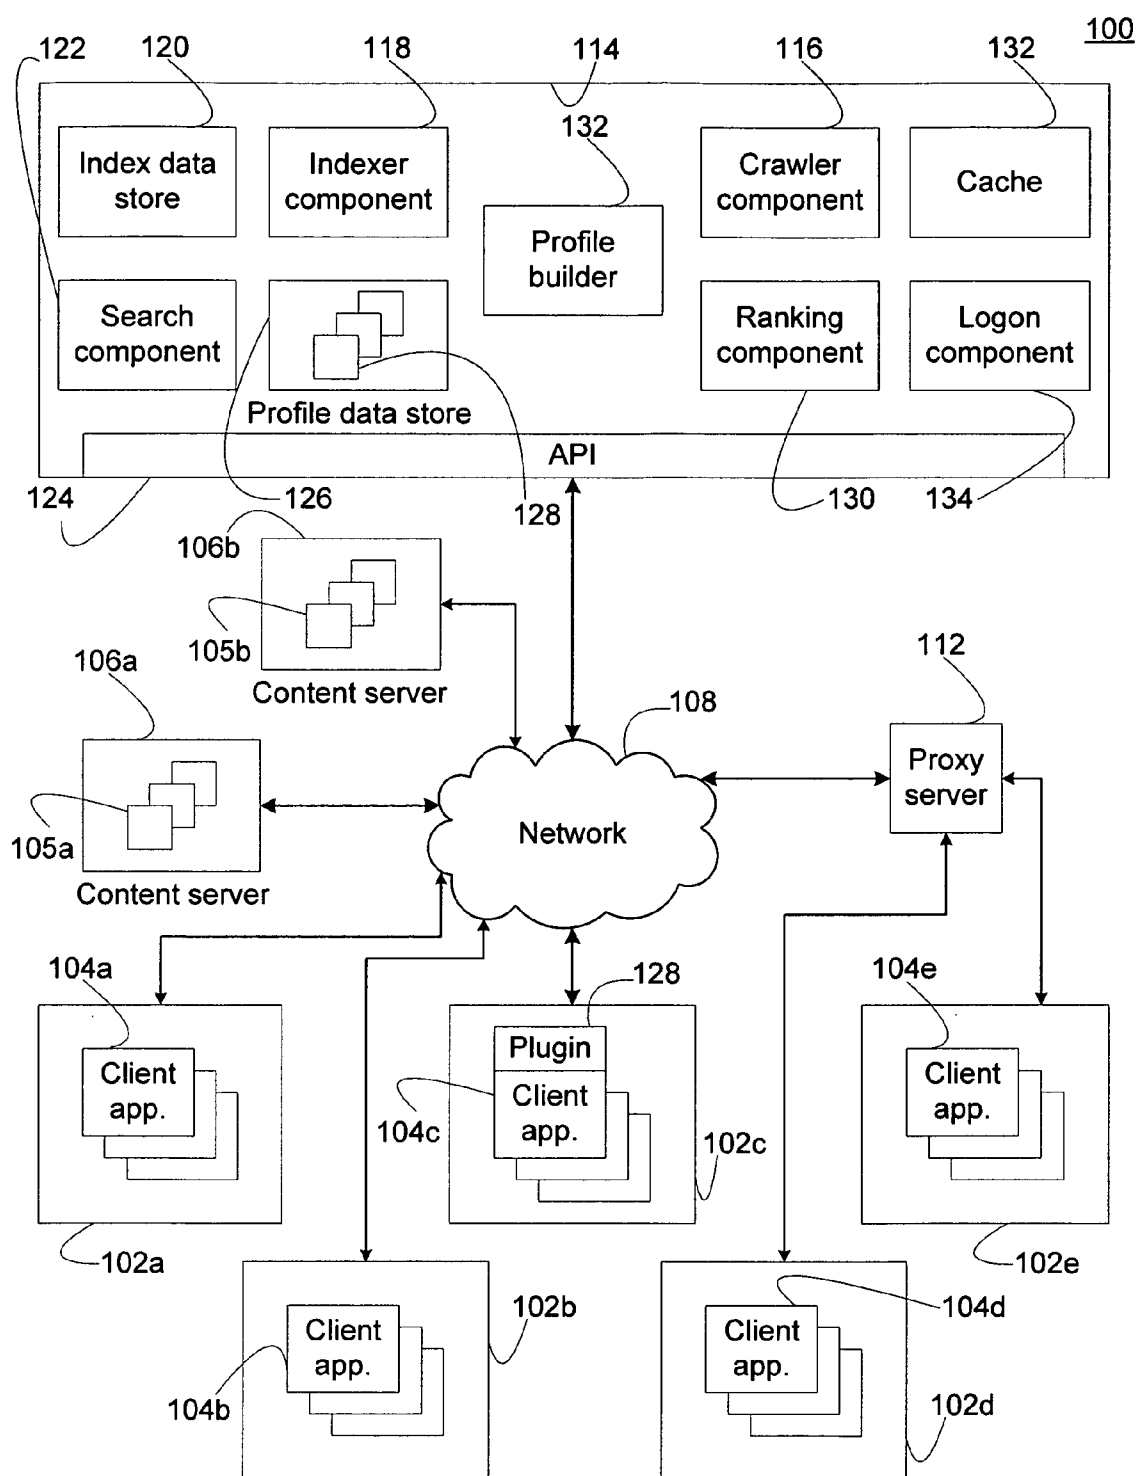 100
122
120
118
114
116
132
132
Index data
store
Indexer
component
Profile
builder
Crawler
component
Cache
Search
component
Profile data store
Ranking
component
Logon
component
API
124
126
128
130
134
106b
105b
Content server
106a
105a
Content server
108
Network
112
Proxy
server
104a
Client
app.
102a
128
Plugin
Client
app.
104c
102c
104e
Client
app.
102e
Client
app.
104b
102b
Client
app.
104d
102d